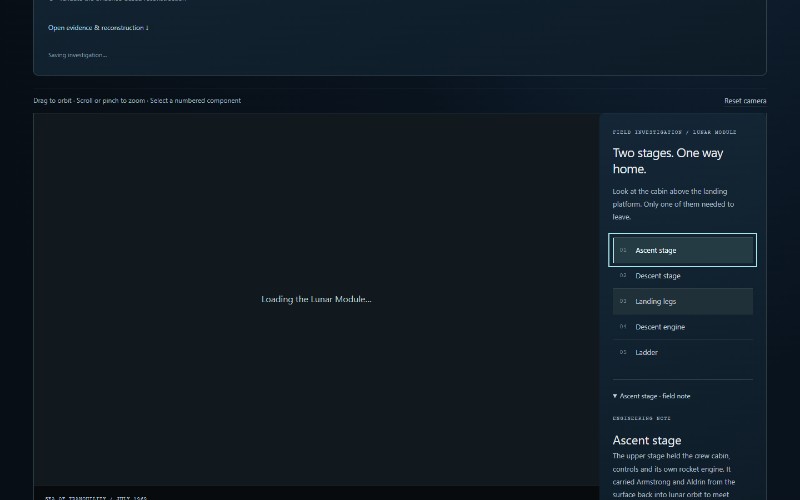 Open evidence & reconstruction ↓
Saving investigation...
Drag to orbit · Scroll or pinch to zoom · Select a numbered component
Reset camera
Loading the Lunar Module...
FIELD INVESTIGATION / LUNAR MODULE
Two stages. One way
home.
Look at the cabin above the landing
platform. Only one of them needed to
leave.
01 Ascent stage
02 Descent stage
03 Landing legs
04 Descent engine
05 Ladder
▼ Ascent stage · field note
ENGINEERING NOTE
Ascent stage
The upper stage held the crew cabin,
controls and its own rocket engine. It
carried Armstrong and Aldrin from the
surface back into lunar orbit to meet
SEA OF TRANQUILITY / JULY 1969